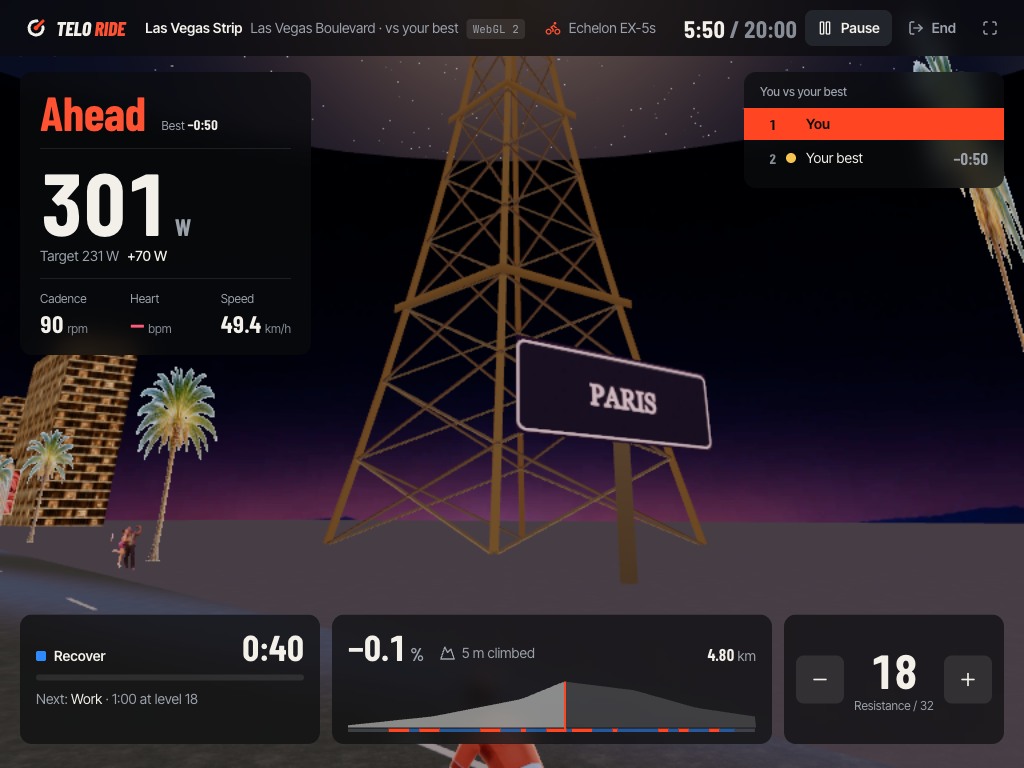 TELO RIDE Las Vegas Strip Las Vegas Boulevard · vs your best WebGL 2 Echelon EX-5s 5:50 / 20:00 Pause End
Ahead Best −0:50
301 W
Target 231 W +70 W
Cadence Heart Speed
90 rpm – bpm 49.4 km/h
You vs your best
1 You
2 Your best −0:50
PARIS
Recover 0:40
Next: Work · 1:00 at level 18
−0.1 % 5 m climbed 4.80 km
− 18 +
Resistance / 32